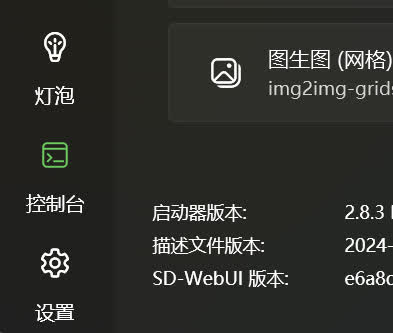 灯泡
控制台
设置
图生图 (网格)
img2img-grids
启动器版本: 2.8.3
描述文件版本: 2024-
SD-WebUI 版本: e6a8c